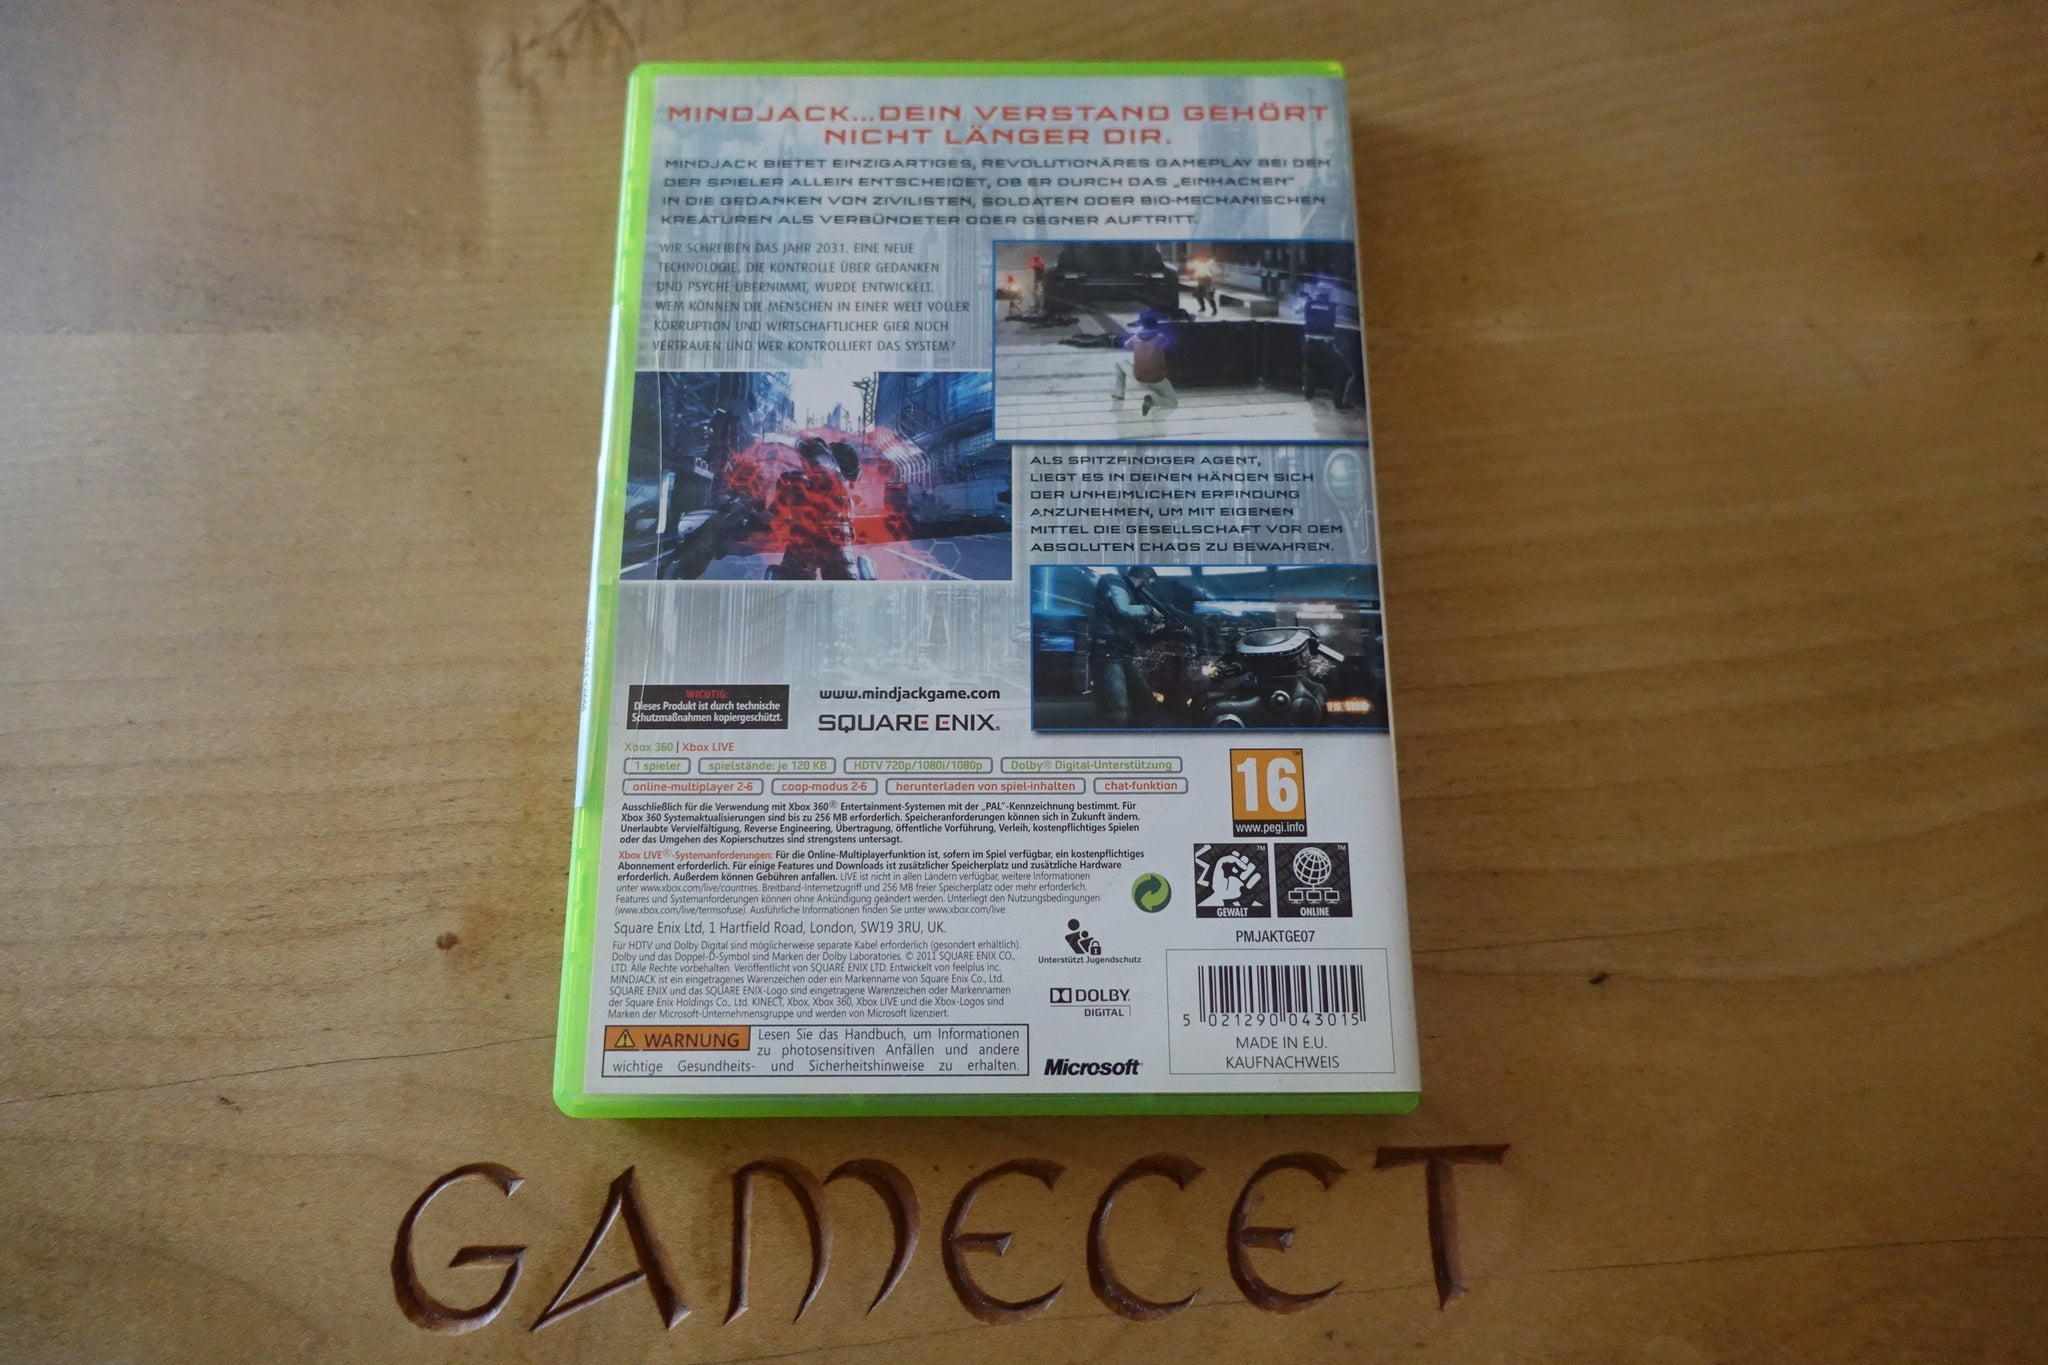 MINDJACK...DEIN VERSTAND GEHÖRT
NICHT LÄNGER DIR.
MINDJACK BIETET EINZIGARTIGES, REVOLUTIONÄRES GAMEPLAY BEI DEM
DER SPIELER ALLEIN ENTSCHEIDET, OB ER DURCH DAS „EINHACKEN“
IN DIE GEDANKEN VON ZIVILISTEN, SOLDATEN ODER BIO-MECHANISCHEN
KREATUREN ALS VERBÜNDETER ODER GEGNER AUFTRITT.
WIR SCHREIBEN DAS JAHR 2031. EINE NEUE
TECHNOLOGIE, DIE KONTROLLE ÜBER GEDANKEN
UND PSYCHE ÜBERNIMMT, WURDE ENTWICKELT.
WEM KÖNNEN DIE MENSCHEN IN EINER WELT VOLLER
KORRUPTION UND WIRTSCHAFTLICHER GIER NOCH
VERTRAUEN UND WER KONTROLLIERT DAS SYSTEM?
ALS SPITZFINDIGER AGENT,
LIEGT ES IN DEINEN HÄNDEN SICH
DER UNHEIMLICHEN ERFINDUNG
ANZUNEHMEN, UM MIT EIGENEN
MITTEL DIE GESELLSCHAFT VOR DEM
ABSOLUTEN CHAOS ZU BEWAHREN.
WICHTIG:
Dieses Produkt ist durch technische
Schutzmaßnahmen kopiergeschützt.
www.mindjackgame.com
SQUARE ENIX®
Xbox 360 | Xbox LIVE
1 spieler spielstände: je 120 KB HDTV 720p/1080i/1080p Dolby® Digital-Unterstützung
online-multiplayer 2-6 coop-modus 2-6 herunterladen von spiel-inhalten chat-funktion
Ausschließlich für die Verwendung mit Xbox 360® Entertainment-Systemen mit der „PAL“-Kennzeichnung bestimmt. Für
Xbox 360 Systemaktualisierungen sind bis zu 256 MB erforderlich. Speicheranforderungen können sich in Zukunft ändern.
Unerlaubte Vervielfältigung, Reverse Engineering, Übertragung, öffentliche Vorführung, Verleih, kostenpflichtiges Spielen
oder das Umgehen des Kopierschutzes sind strengstens untersagt.
Xbox LIVE®-Systemanforderungen: Für die Online-Multiplayerfunktion ist, sofern im Spiel verfügbar, ein kostenpflichtiges
Abonnement erforderlich. Für einige Features und Downloads ist zusätzlicher Speicherplatz und zusätzliche Hardware
erforderlich. Außerdem können Gebühren anfallen. LIVE ist nicht in allen Ländern verfügbar, weitere Informationen
unter www.xbox.com/live/countries. Breitband-Internetzugriff und 256 MB freier Speicherplatz oder mehr erforderlich.
Features und Systemanforderungen können ohne Ankündigung geändert werden. Unterliegt den Nutzungsbedingungen
(www.xbox.com/live/termsofuse). Ausführliche Informationen finden Sie unter www.xbox.com/live.
Square Enix Ltd, 1 Hartfield Road, London, SW19 3RU, UK.
Für HDTV und Dolby Digital sind möglicherweise separate Kabel erforderlich (gesondert erhältlich).
Dolby und das Doppel-D-Symbol sind Marken der Dolby Laboratories. © 2011 SQUARE ENIX CO.,
LTD. Alle Rechte vorbehalten. Veröffentlicht von SQUARE ENIX LTD. Entwickelt von feelplus inc.
MINDJACK ist ein eingetragenes Warenzeichen oder ein Markenname von Square Enix Co., Ltd.
SQUARE ENIX und das SQUARE ENIX-Logo sind eingetragene Warenzeichen oder Markennamen
der Square Enix Holdings Co., Ltd. KINECT, Xbox, Xbox 360, Xbox LIVE und die Xbox-Logos sind
Marken der Microsoft-Unternehmensgruppe und werden von Microsoft lizenziert.
WARNUNG Lesen Sie das Handbuch, um Informationen
zu photosensitiven Anfällen und andere
wichtige Gesundheits- und Sicherheitshinweise zu erhalten.
Unterstützt Jugendschutz
DOLBY
DIGITAL
Microsoft
16
www.pegi.info
GEWALT ONLINE
PMJAKTGE07
5 021290 043015
MADE IN E.U.
KAUFNACHWEIS
GAMECET